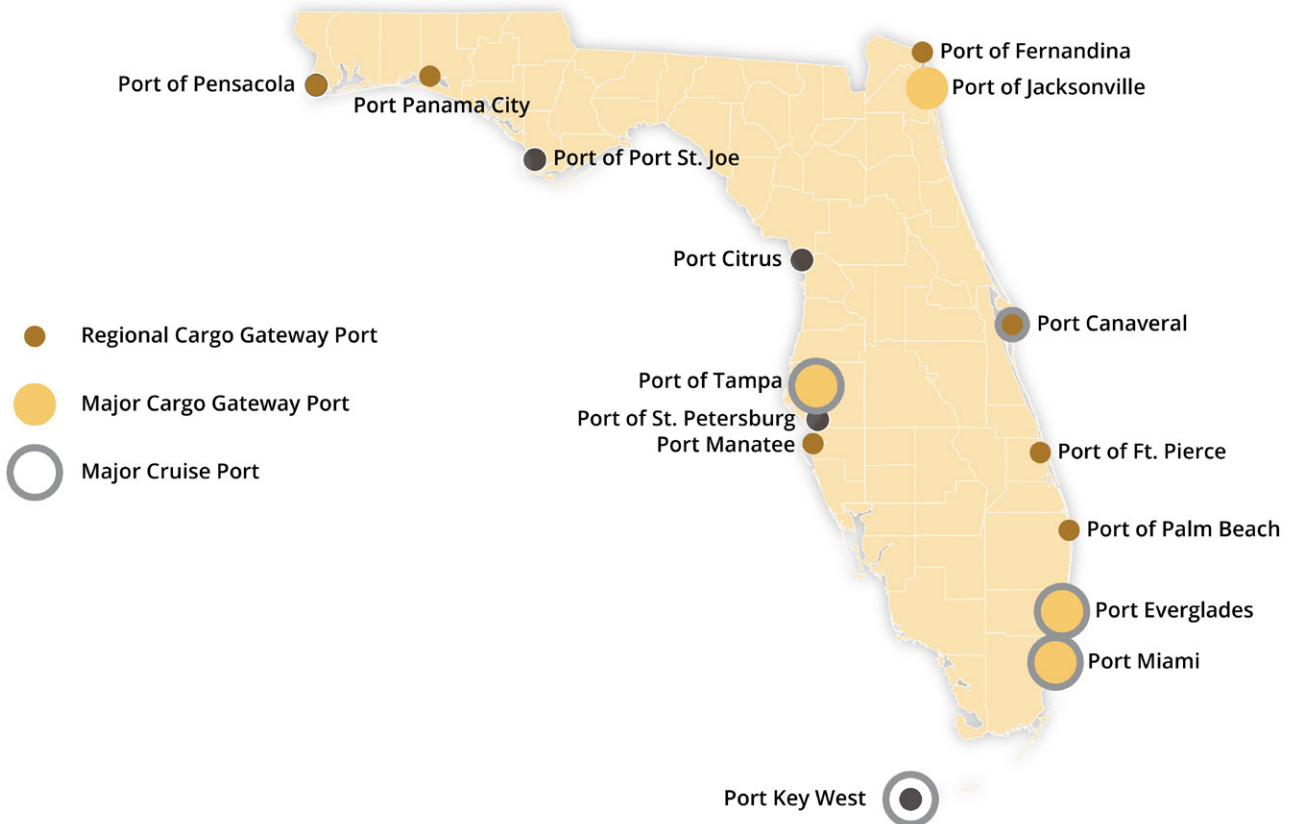 Port of Fernandina
Port of Pensacola
Port of Jacksonville
Port Panama City
Port of Port St. Joe
Port Citrus
Port Canaveral
Regional Cargo Gateway Port
Port of Tampa
Major Cargo Gateway Port
Port of St. Petersburg
Port Manatee
Port of Ft. Pierce
Major Cruise Port
Port of Palm Beach
Port Everglades
Port Miami
Port Key West